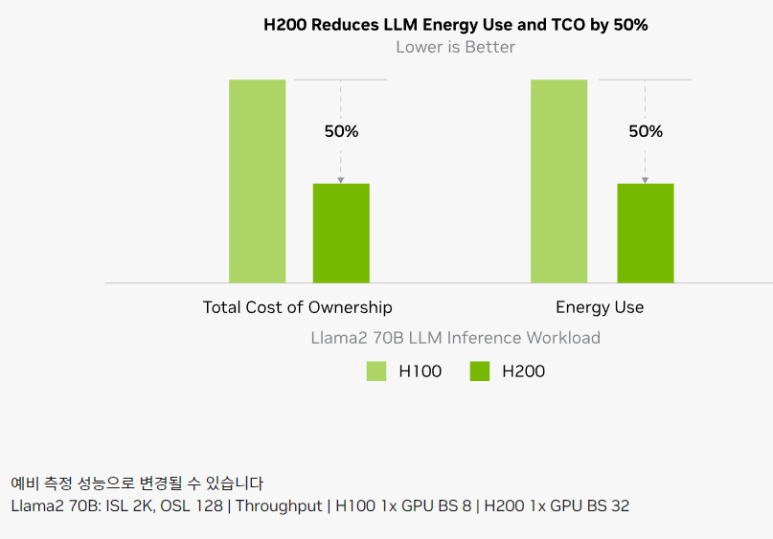 H200 Reduces LLM Energy Use and TCO by 50%
Lower is Better
50%
50%
Total Cost of Ownership
Energy Use
Llama2 70B LLM Inference Workload
H100
H200
예비 측정 성능으로 변경될 수 있습니다
Llama2 70B: ISL 2K, OSL 128 | Throughput | H100 1x GPU BS 8 | H200 1x GPU BS 32